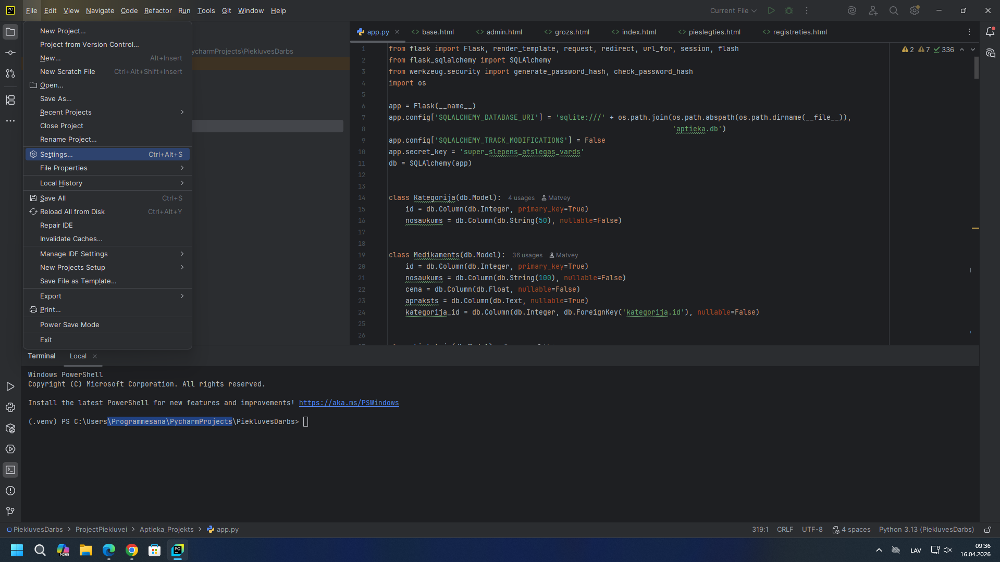 PC File Edit View Navigate Code Refactor Run Tools Git Window Help Current File
New Project...
Project from Version Control...
New... Alt+Insert
New Scratch File Ctrl+Alt+Shift+Insert
Open...
Save As...
Recent Projects
Close Project
Rename Project...
Settings... Ctrl+Alt+S
File Properties
Local History
Save All Ctrl+S
Reload All from Disk Ctrl+Alt+Y
Repair IDE
Invalidate Caches...
Manage IDE Settings
New Projects Setup
Save File as Template...
Export
Print...
Power Save Mode
Exit
ycharmProjects\PiekluvesDarbs
app.py base.html admin.html grozs.html index.html pieslegties.html registreties.html
2 7 336
1 from flask import Flask, render_template, request, redirect, url_for, session, flash
2 from flask_sqlalchemy import SQLAlchemy
3 from werkzeug.security import generate_password_hash, check_password_hash
4 import os
5
6 app = Flask(__name__)
7 app.config['SQLALCHEMY_DATABASE_URI'] = 'sqlite:///' + os.path.join(os.path.abspath(os.path.dirname(__file__)),
8 'aptieka.db')
9 app.config['SQLALCHEMY_TRACK_MODIFICATIONS'] = False
10 app.secret_key = 'super_slepens_atslegas_vards'
11 db = SQLAlchemy(app)
12
13
14 class Kategorija(db.Model): 4 usages Matvey
15 id = db.Column(db.Integer, primary_key=True)
16 nosaukums = db.Column(db.String(50), nullable=False)
17
18
19 class Medikaments(db.Model): 36 usages Matvey
20 id = db.Column(db.Integer, primary_key=True)
21 nosaukums = db.Column(db.String(100), nullable=False)
22 cena = db.Column(db.Float, nullable=False)
23 apraksts = db.Column(db.Text, nullable=True)
24 kategorija_id = db.Column(db.Integer, db.ForeignKey('kategorija.id'), nullable=False)
25
26
Terminal Local
Windows PowerShell
Copyright (C) Microsoft Corporation. All rights reserved.
Install the latest PowerShell for new features and improvements! https://aka.ms/PSWindows
(.venv) PS C:\Users\Programmesana\PycharmProjects\PiekluvesDarbs>
PiekluvesDarbs > ProjectPiekluvei > Aptieka_Projekts > app.py 319:1 CRLF UTF-8 4 spaces Python 3.13 (PiekluvesDarbs)
M365 PC LAV 09:36
16.04.2026